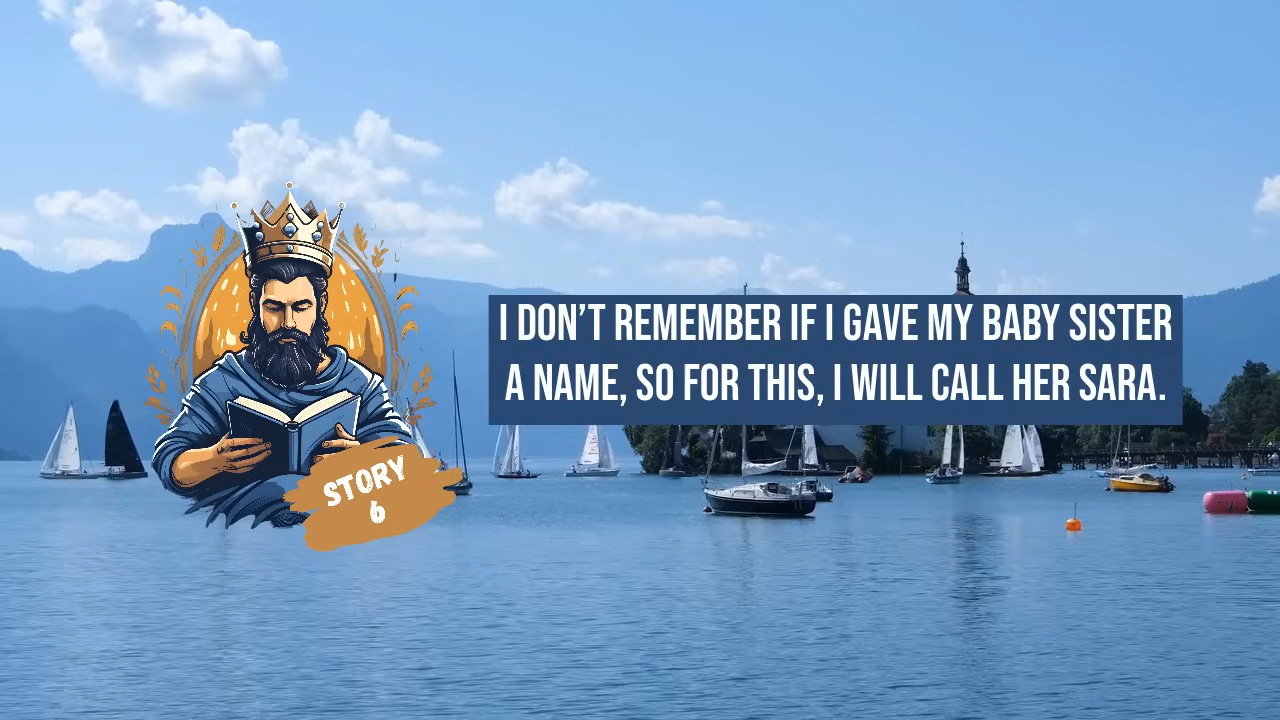 I DON'T REMEMBER IF I GAVE MY BABY SISTER
A NAME, SO FOR THIS, I WILL CALL HER SARA.
STORY
6